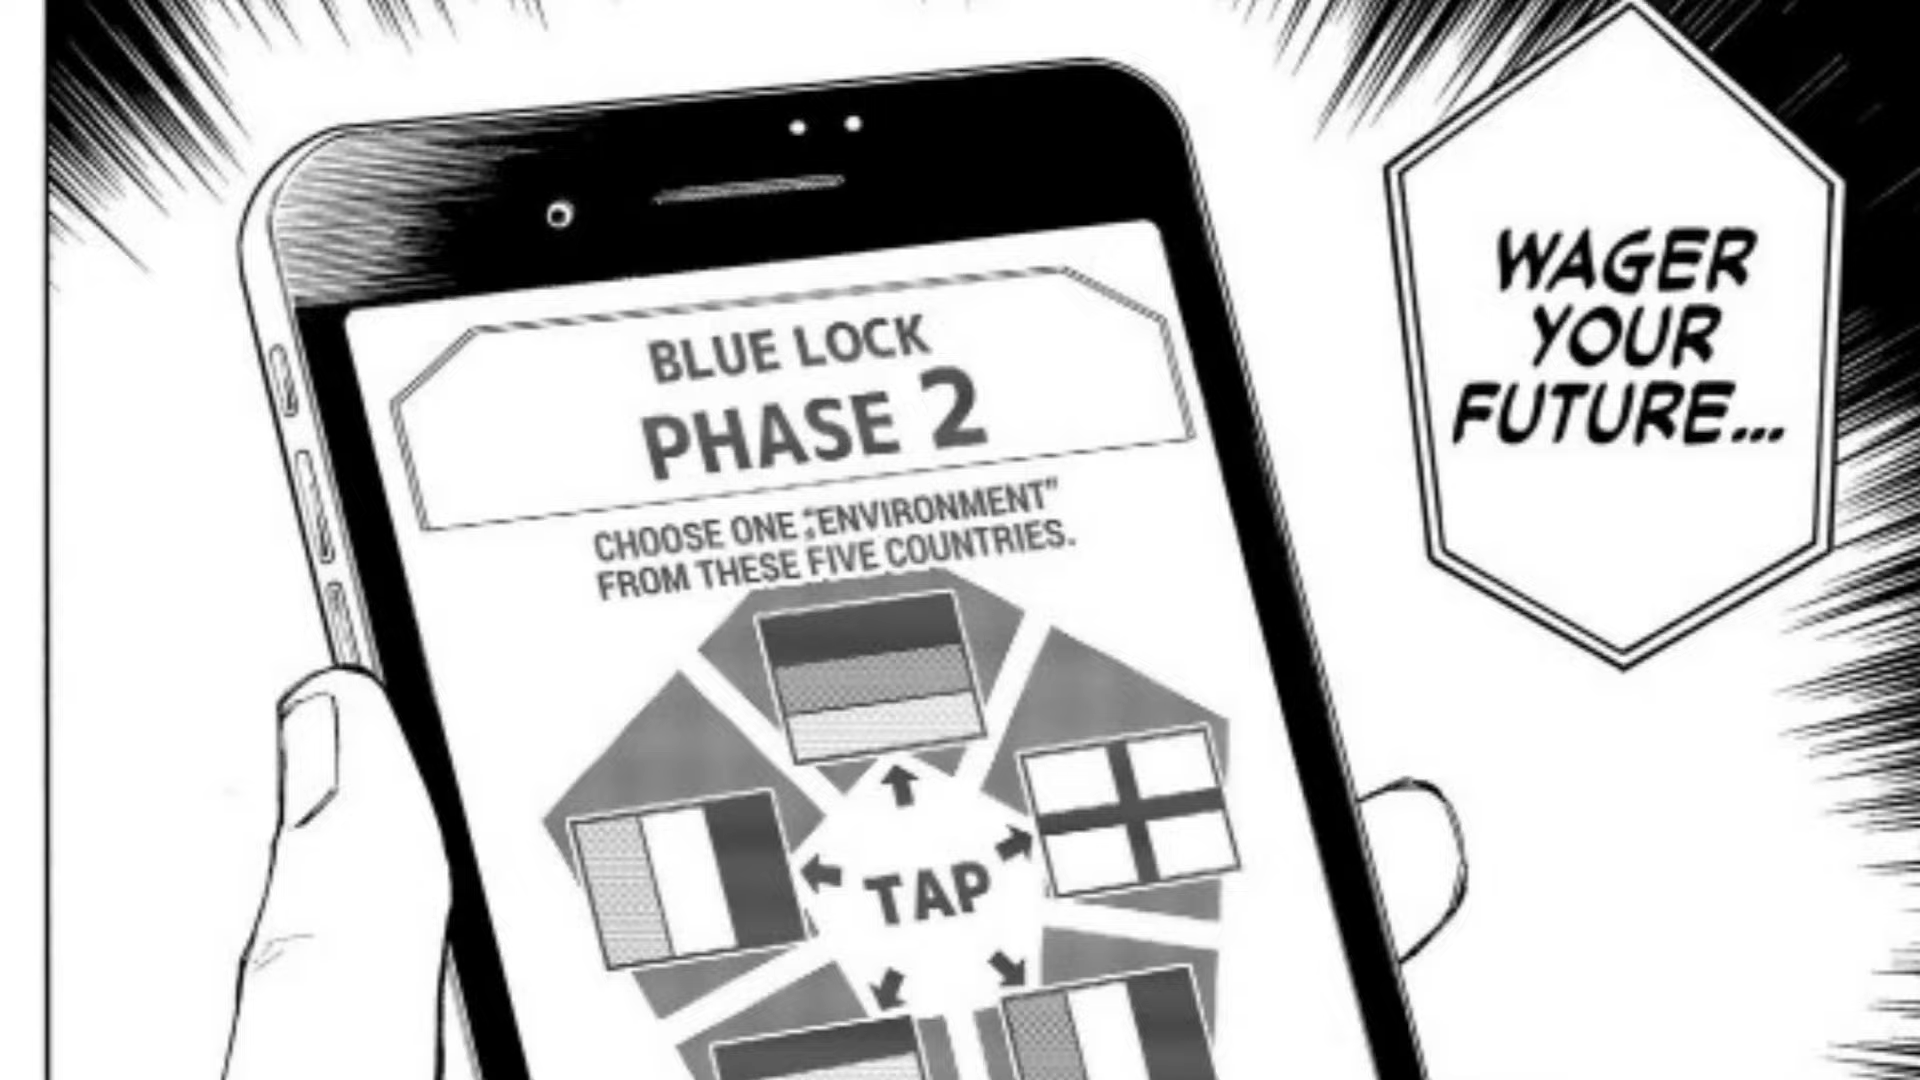 BLUE LOCK
PHASE 2
CHOOSE ONE "ENVIRONMENT"
FROM THESE FIVE COUNTRIES.
TAP
WAGER
YOUR
FUTURE...